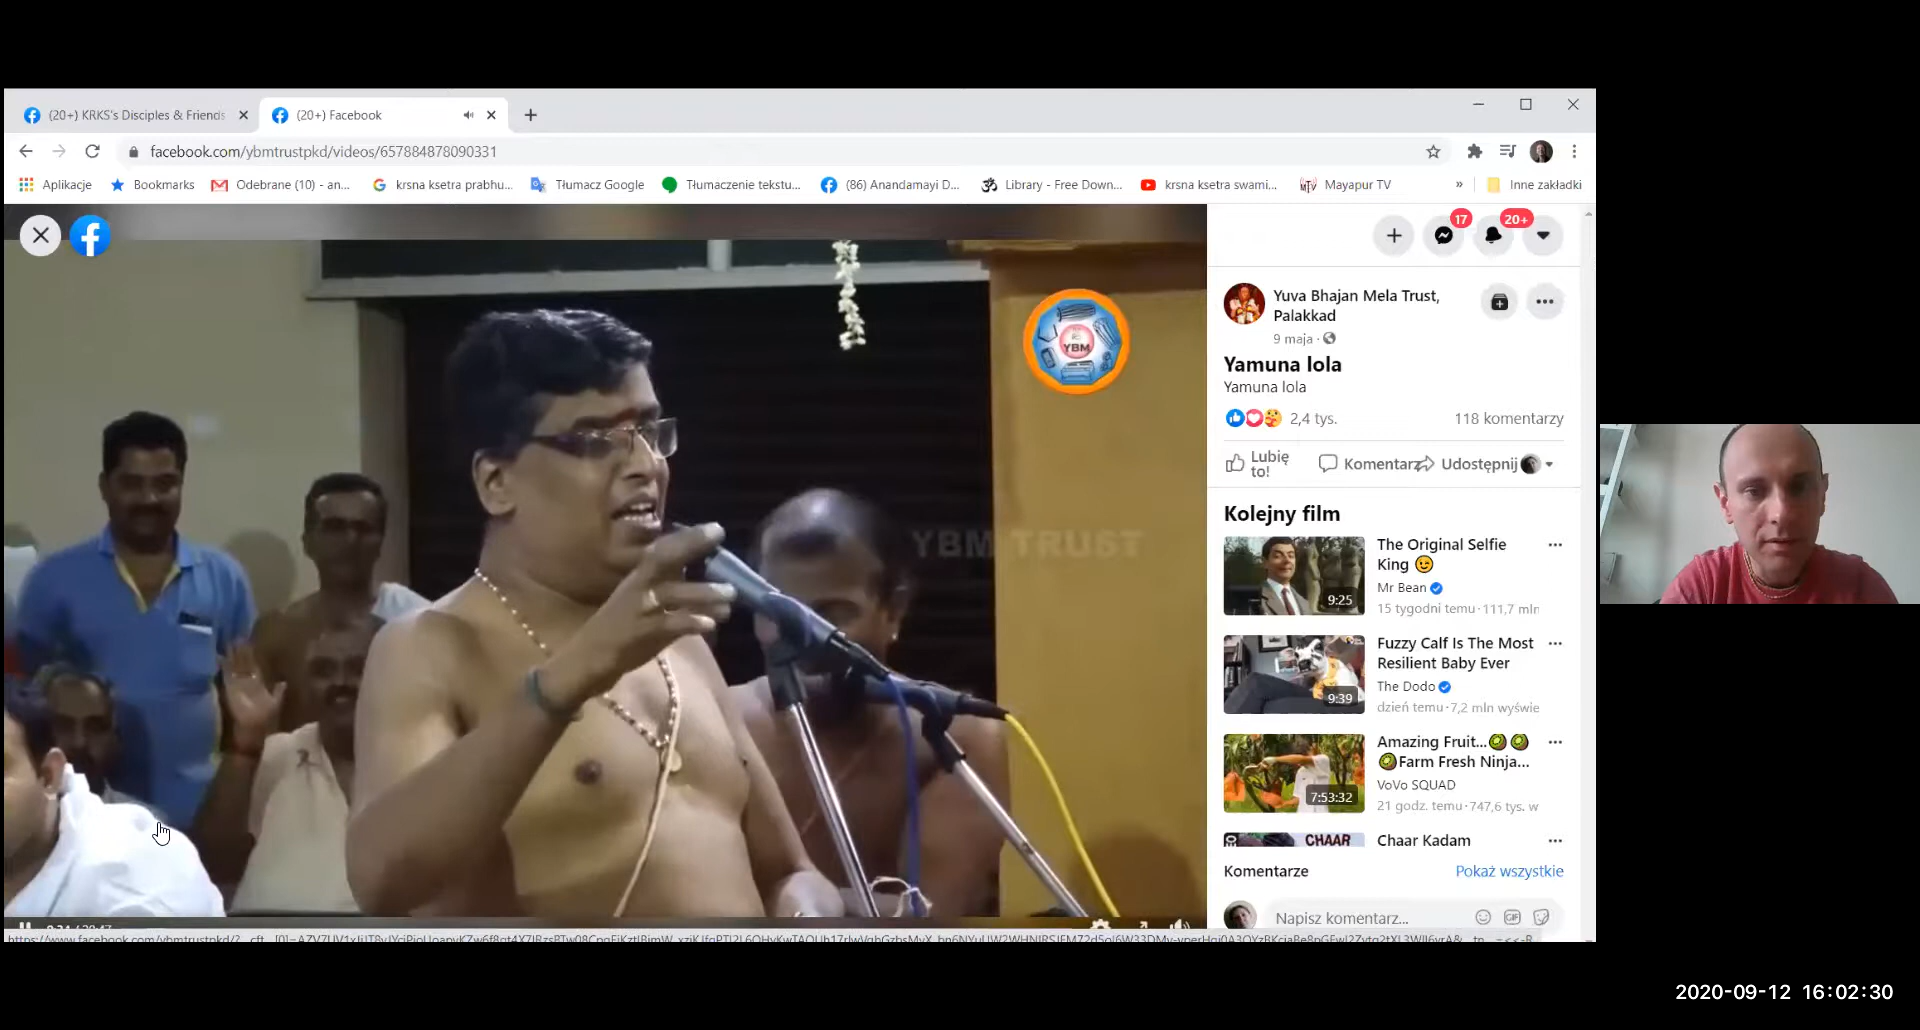 (20+) KRKS's Disciples & Friends
(20+) Facebook
facebook.com/ybmtrustpkd/videos/657884878090331
Aplikacje
Bookmarks
Odebrane (10) - an...
krsna ksetra prabhu...
Tłumacz Google
Tłumaczenie tekstu...
(86) Anandamayi D...
Library - Free Down...
krsna ksetra swami...
Mayapur TV
»
Inne zakładki
17
20+
YBM
YBM TRUST
Yuva Bhajan Mela Trust,
Palakkad
9 maja ·
Yamuna lola
Yamuna lola
2,4 tys.
118 komentarzy
Lubię
to!
Komentarz
Udostępnij
Kolejny film
The Original Selfie
King 😉
Mr Bean
15 tygodni temu · 111,7 mln
9:25
Fuzzy Calf Is The Most
Resilient Baby Ever
The Dodo
dzień temu · 7,2 mln wyświe
9:39
Amazing Fruit...🥝🥝
🥝Farm Fresh Ninja...
VoVo SQUAD
21 godz. temu · 747,6 tys. w
7:53:32
CHAAR
Chaar Kadam
Komentarze
Pokaż wszystkie
Napisz komentarz...
GIF
2020-09-12 16:02:30